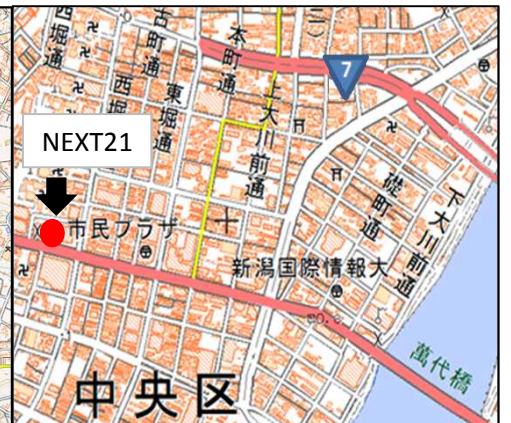 西堀通
古町通
本町通
上大川前通
西堀
東堀通
7
NEXT21
市民プラザ
礎町通
下大川前通
新潟国際情報大
萬代橋
中央区